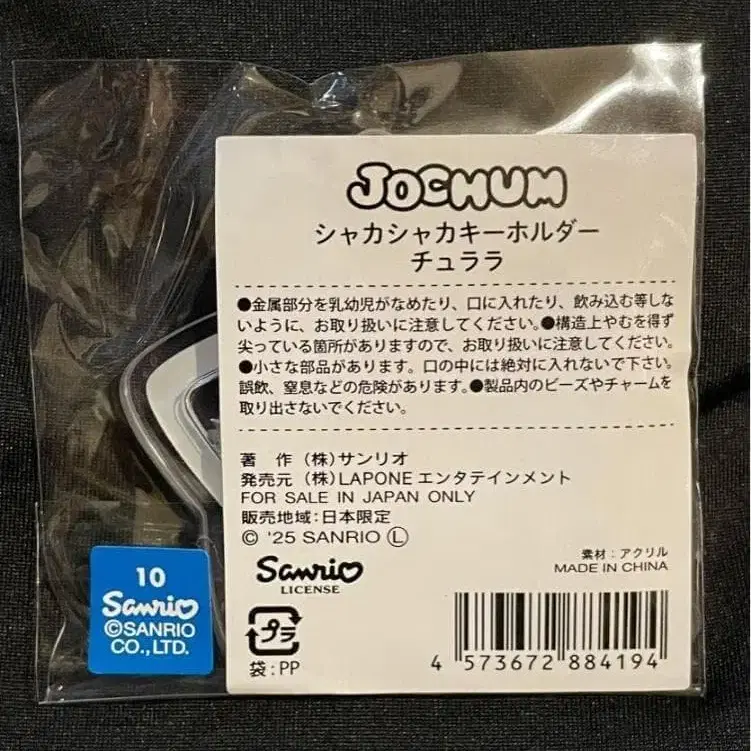 JOCHUM
シャカシャカキーホルダー
チュララ
●金属部分を乳幼児がなめたり、口に入れたり、飲み込む等しな
いように、お取り扱いに注意してください。●構造上やむを得ず
尖っている箇所がありますので、お取り扱いに注意してください。
●小さな部品があります。口の中には絶対に入れないで下さい。
誤飲、窒息などの危険があります。●製品内のビーズやチャームを
取り出さないでください。
著 作 (株)サンリオ
発売元 (株)LAPONEエンタテインメント
FOR SALE IN JAPAN ONLY
販売地域:日本限定
© '25 SANRIO Ⓛ
Sanrio
LICENSE
プラ
袋:PP
素材:アクリル
MADE IN CHINA
4 573672 884194
10
Sanrio
©SANRIO
CO.,LTD.